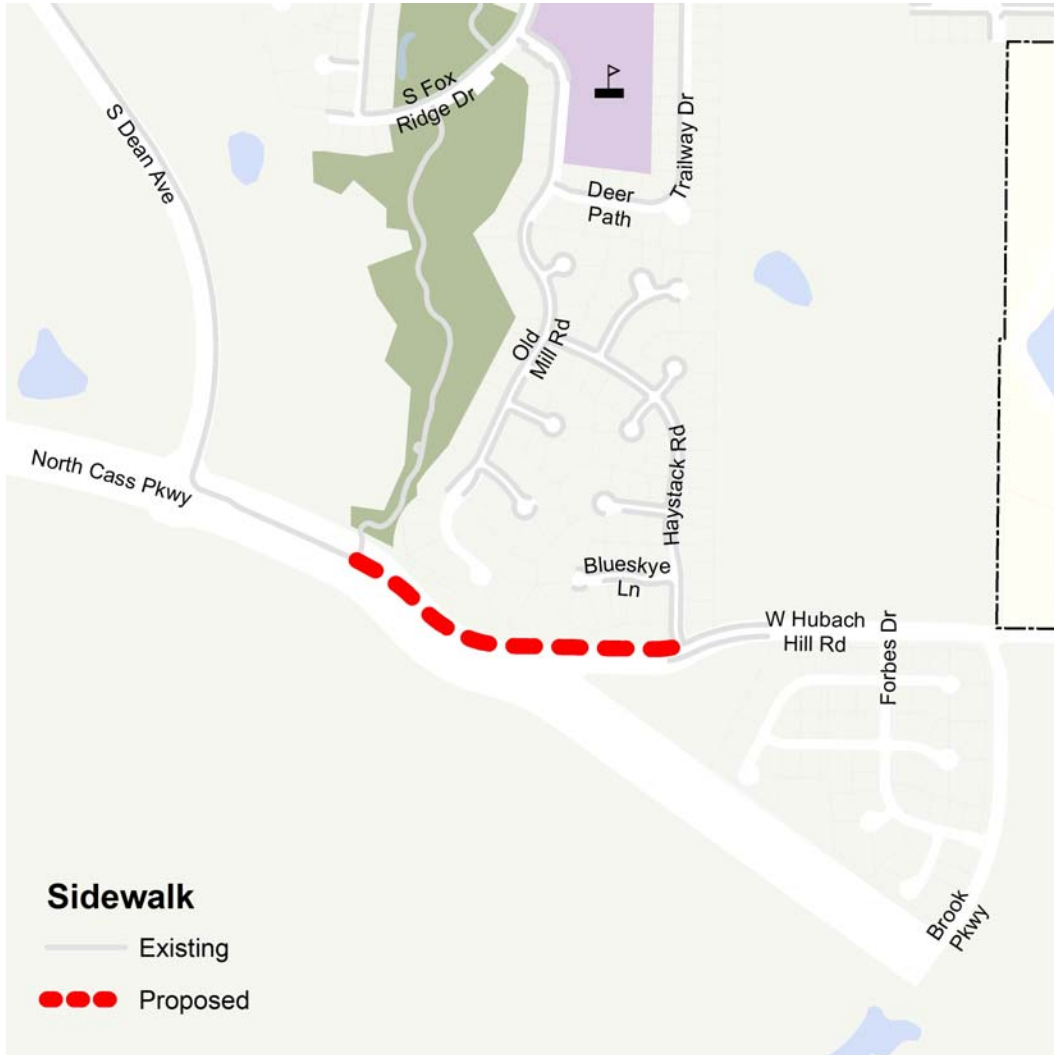 S Fox
Ridge Dr
S Dean Ave
Trailway Dr
Deer
Path
Old
Mill Rd
North Cass Pkwy
Haystack Rd
Blueskye
Ln
W Hubach
Hill Rd
Forbes Dr
Brook
Pkwy
Sidewalk
Existing
Proposed